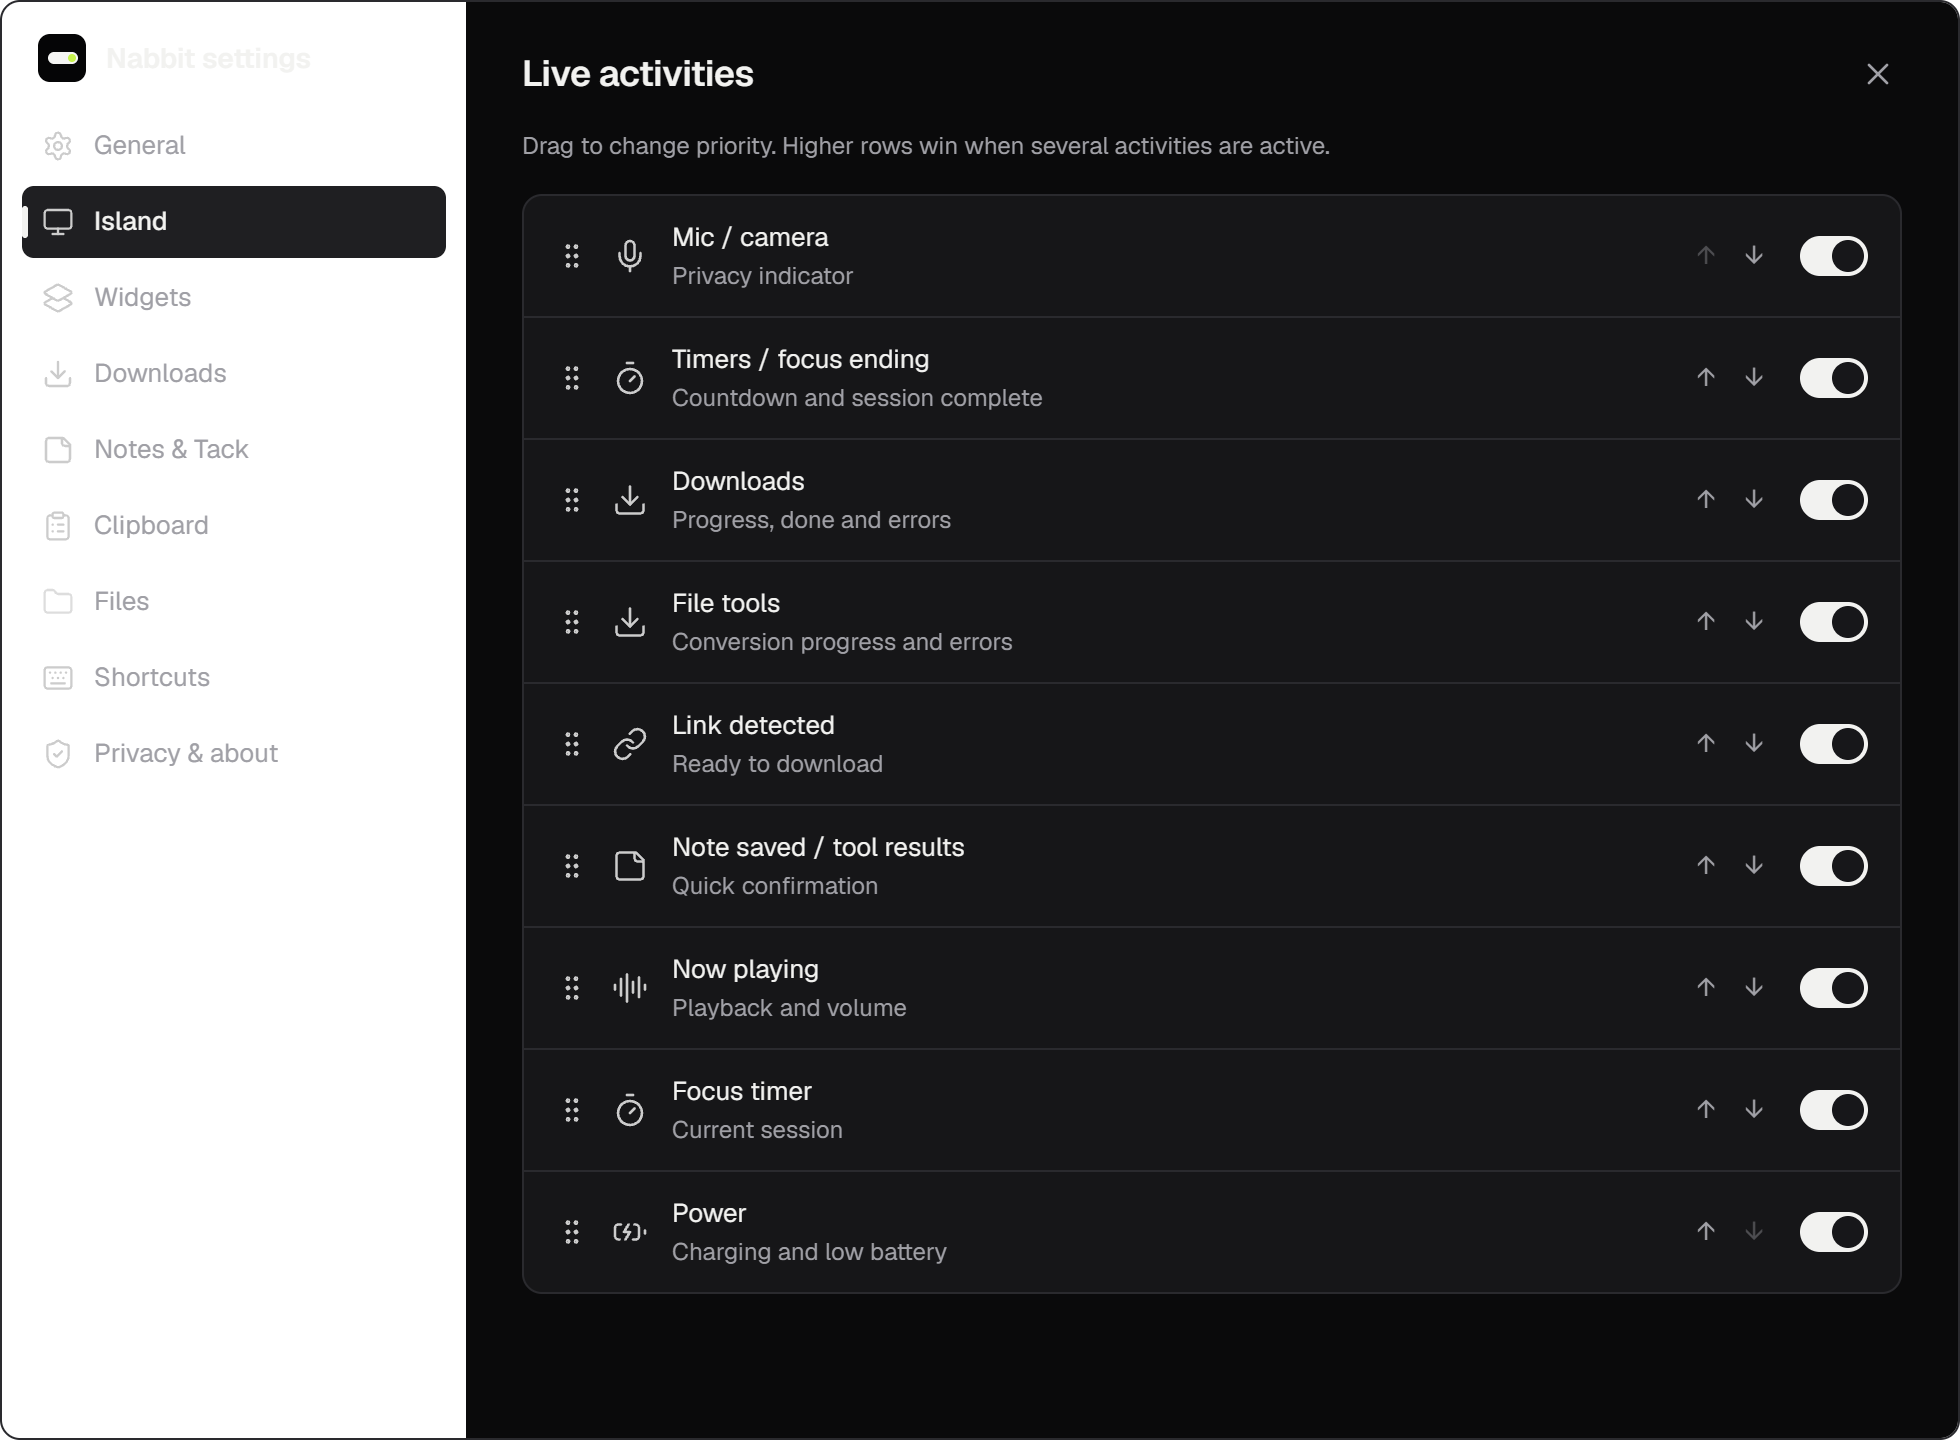 Nabbit settings
General
Island
Widgets
Downloads
Notes & Tack
Clipboard
Files
Shortcuts
Privacy & about
Live activities
Drag to change priority. Higher rows win when several activities are active.
Mic / camera
Privacy indicator
Timers / focus ending
Countdown and session complete
Downloads
Progress, done and errors
File tools
Conversion progress and errors
Link detected
Ready to download
Note saved / tool results
Quick confirmation
Now playing
Playback and volume
Focus timer
Current session
Power
Charging and low battery